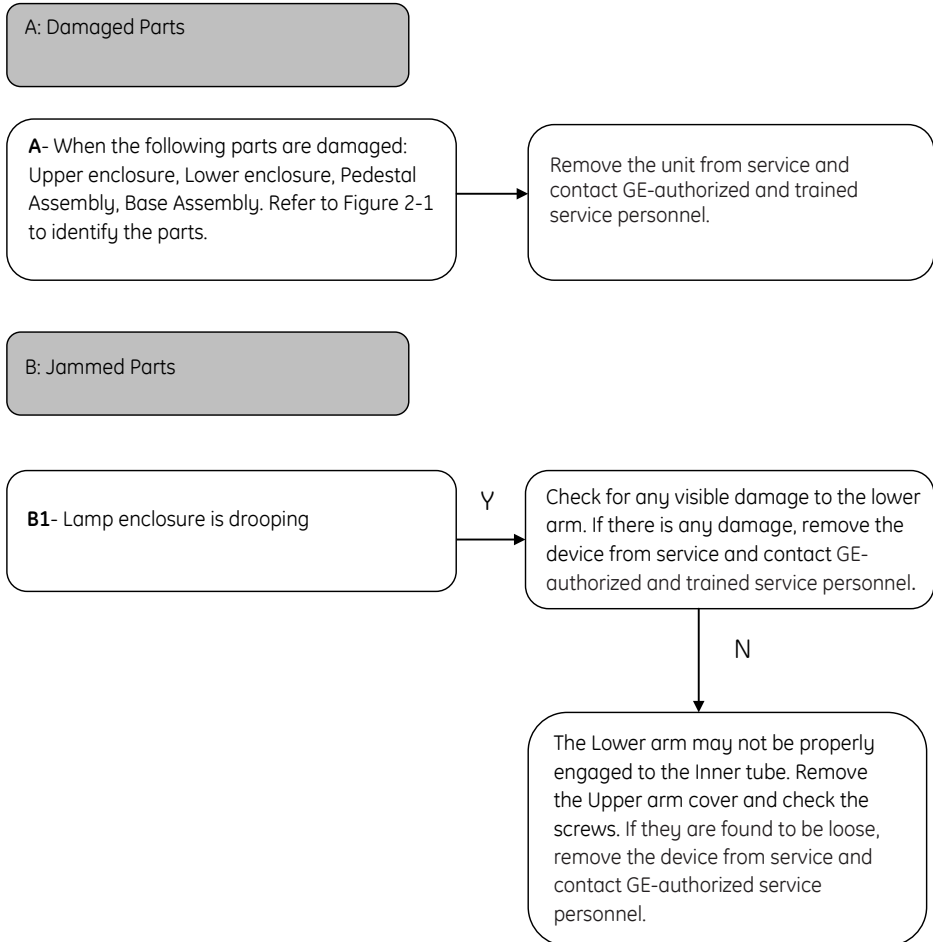 A: Damaged Parts
A- When the following parts are damaged:
Upper enclosure, Lower enclosure, Pedestal
Assembly, Base Assembly. Refer to Figure 2-1
to identify the parts.
Remove the unit from service and
contact GE-authorized and trained
service personnel.
B: Jammed Parts
B1- Lamp enclosure is drooping
Y
Check for any visible damage to the lower
arm. If there is any damage, remove the
device from service and contact GE-
authorized and trained service personnel.
N
The Lower arm may not be properly
engaged to the Inner tube. Remove
the Upper arm cover and check the
screws. If they are found to be loose,
remove the device from service and
contact GE-authorized service
personnel.